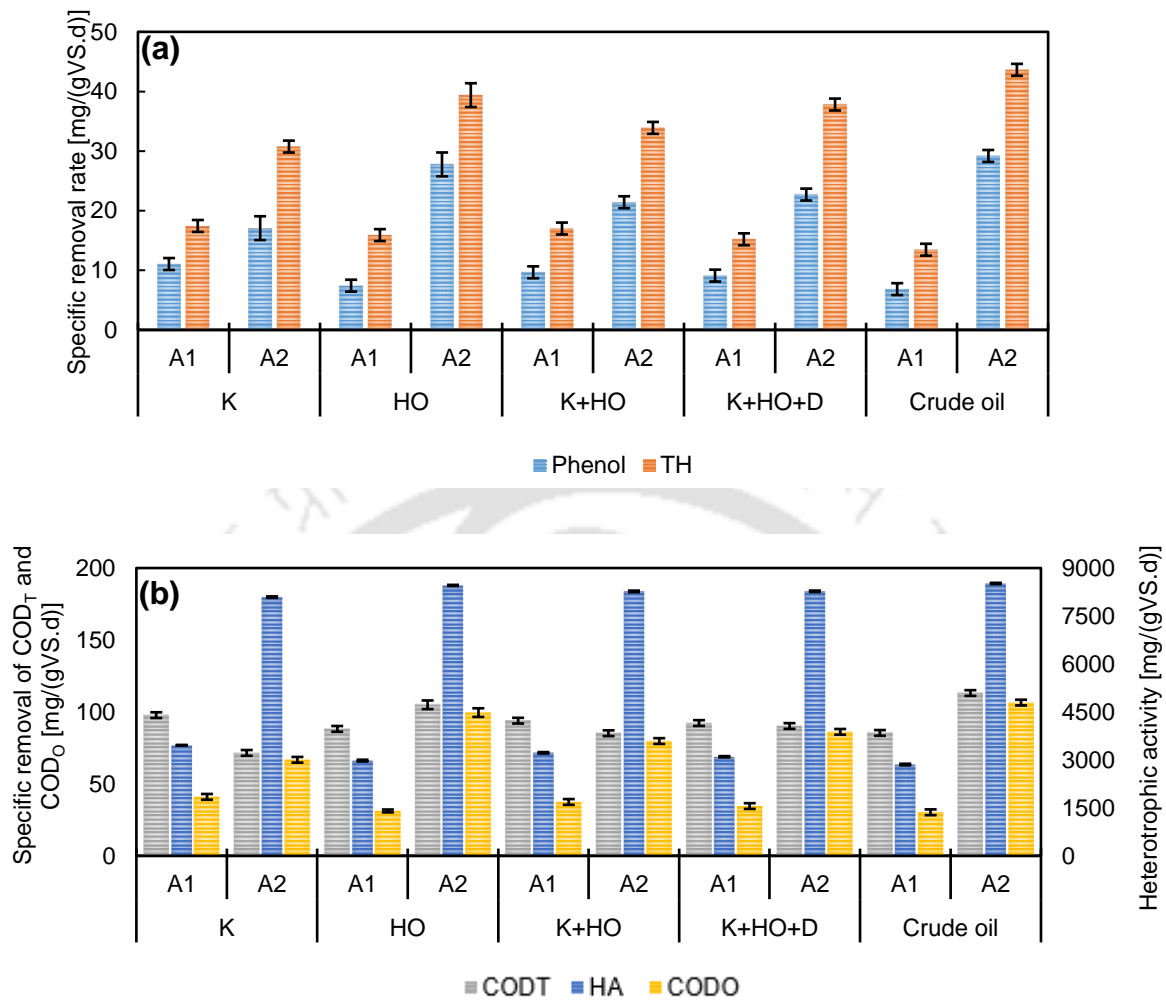 (a)
Specific removal rate [mg/(gVS.d)]
50
40
30
20
10
0
A1 A2 A1 A2 A1 A2 A1 A2 A1 A2
K HO K+HO K+HO+D Crude oil
Phenol TH
(b)
Specific removal of CODT and
CODO [mg/(gVS.d)]
200
150
100
50
0
Heterotrophic activity [mg/(gVS.d)]
9000
7500
6000
4500
3000
1500
0
A1 A2 A1 A2 A1 A2 A1 A2 A1 A2
K HO K+HO K+HO+D Crude oil
CODT HA CODO